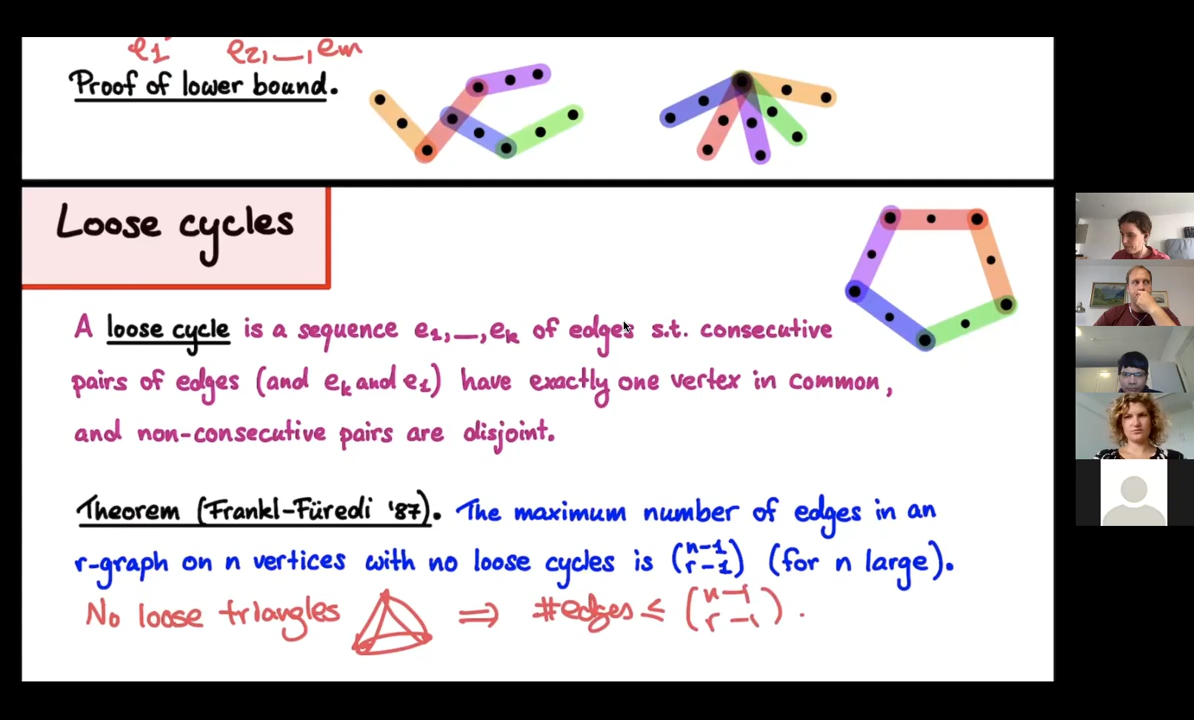 e1 e2,—,em
Proof of lower bound.
Loose cycles
A loose cycle is a sequence e1,—,ek of edges s.t. consecutive
pairs of edges (and ek and e1) have exactly one vertex in common,
and non-consecutive pairs are disjoint.
Theorem (Frankl-Füredi '87). The maximum number of edges in an
r-graph on n vertices with no loose cycles is (n-1 r-1) (for n large).
No loose triangles ⇒ #edges ≤ (n-1 r-1).